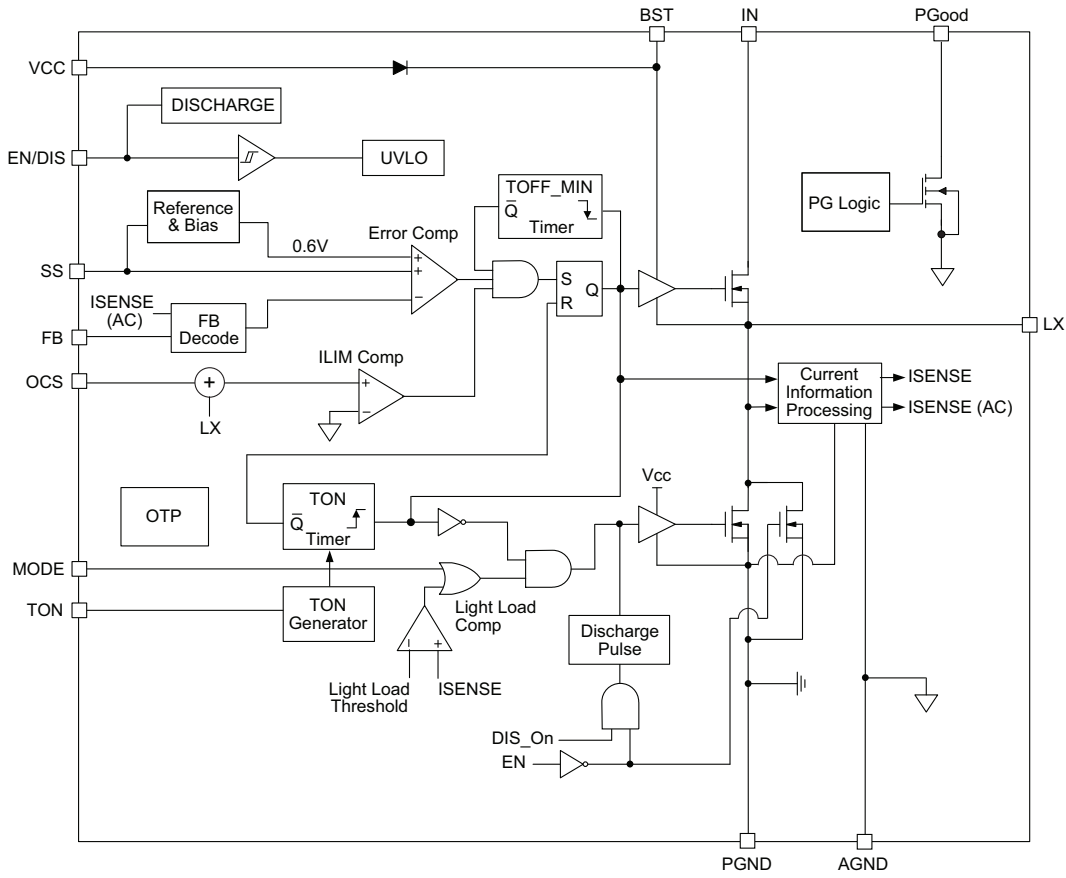 BST
IN
PGood
VCC
DISCHARGE
EN/DIS
UVLO
TOFF_MIN
Q̅
Timer
PG Logic
Reference
& Bias
Error Comp
0.6V
SS
S
R
Q
+
+
−
ISENSE
(AC)
FB
Decode
FB
LX
ILIM Comp
OCS
+
+
−
LX
Current
Information
Processing
ISENSE
ISENSE (AC)
Vcc
OTP
TON
Q̅
Timer
MODE
TON
TON
Generator
Light Load
Comp
−
+
Discharge
Pulse
Light Load
Threshold
ISENSE
DIS_On
EN
PGND
AGND